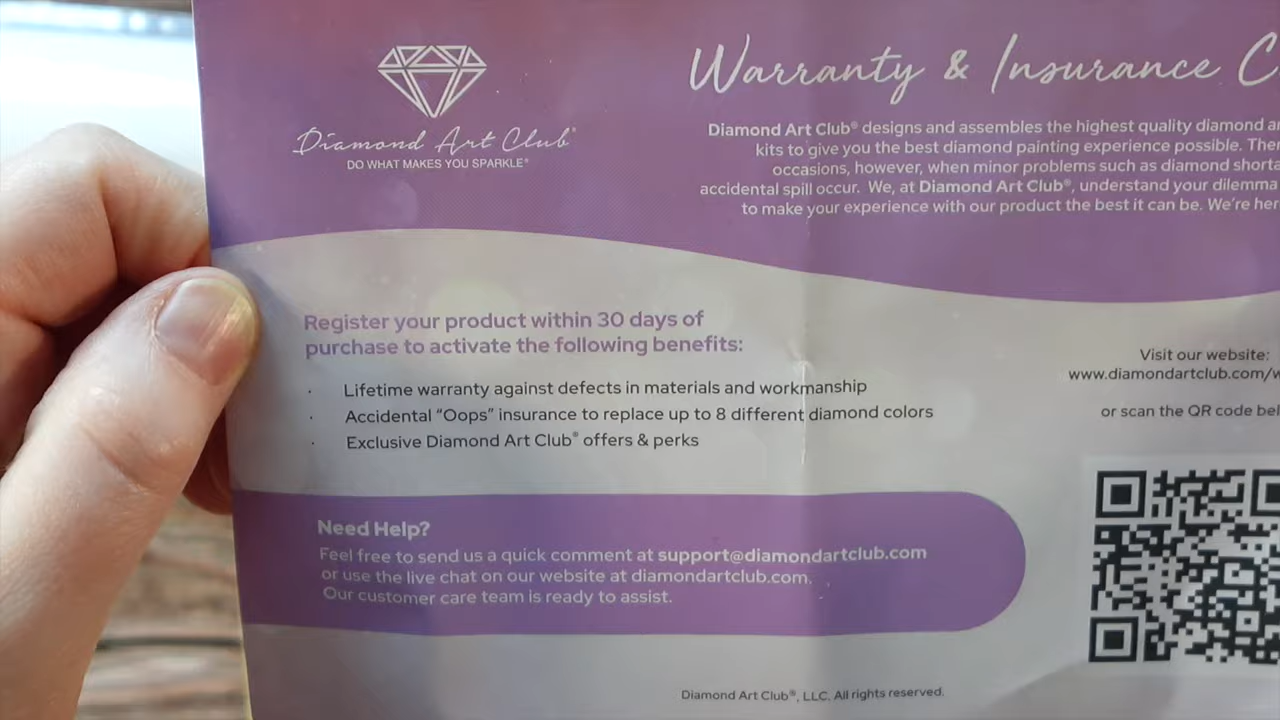 Diamond Art Club®
DO WHAT MAKES YOU SPARKLE®
Warranty & Insurance C
Diamond Art Club® designs and assembles the highest quality diamond ar
kits to give you the best diamond painting experience possible. Ther
occasions, however, when minor problems such as diamond shorta
accidental spill occur. We, at Diamond Art Club®, understand your dilemma
to make your experience with our product the best it can be. We're her
Register your product within 30 days of
purchase to activate the following benefits:
· Lifetime warranty against defects in materials and workmanship
· Accidental “Oops” insurance to replace up to 8 different diamond colors
· Exclusive Diamond Art Club® offers & perks
Visit our website:
www.diamondartclub.com/w
or scan the QR code bel
Need Help?
Feel free to send us a quick comment at support@diamondartclub.com
or use the live chat on our website at diamondartclub.com.
Our customer care team is ready to assist.
Diamond Art Club®, LLC. All rights reserved.